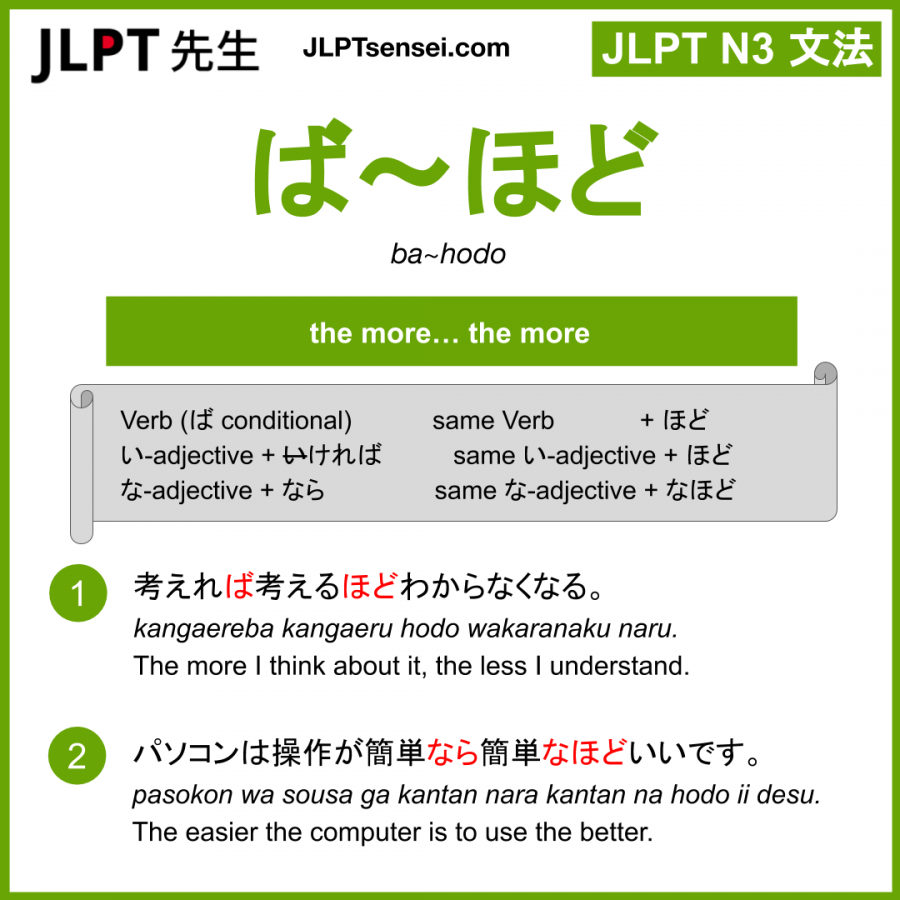 JLPT 先生 JLPTsensei.com JLPT N3 文法
ば～ほど
ba~hodo
the more… the more
Verb (ば conditional) same Verb + ほど
い-adjective + いければ same い-adjective + ほど
な-adjective + なら same な-adjective + なほど
1 考えれば考えるほどわからなくなる。
kangaereba kangaeru hodo wakaranaku naru.
The more I think about it, the less I understand.
2 パソコンは操作が簡単なら簡単なほどいいです。
pasokon wa sousa ga kantan nara kantan na hodo ii desu.
The easier the computer is to use the better.